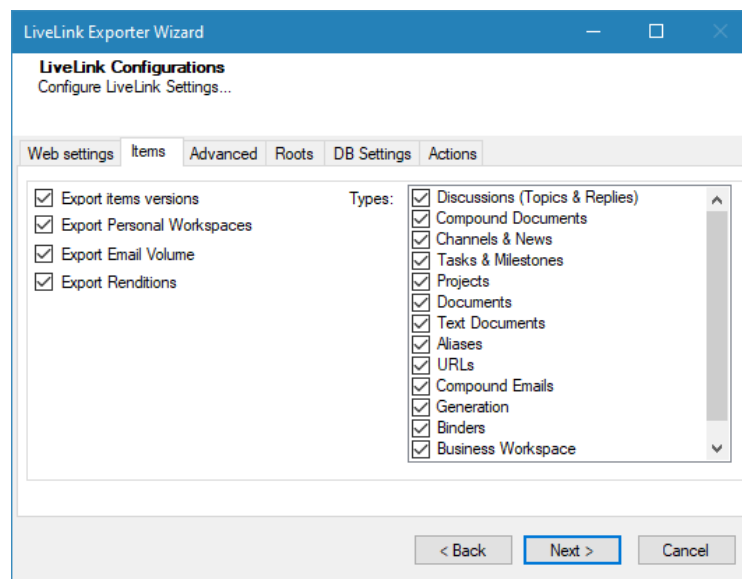 LiveLink Exporter Wizard
LiveLink Configurations
Configure LiveLink Settings...
Web settings Items Advanced Roots DB Settings Actions
Export items versions
Export Personal Workspaces
Export Email Volume
Export Renditions
Types:
Discussions (Topics & Replies)
Compound Documents
Channels & News
Tasks & Milestones
Projects
Documents
Text Documents
Aliases
URLs
Compound Emails
Generation
Binders
Business Workspace
< Back Next > Cancel